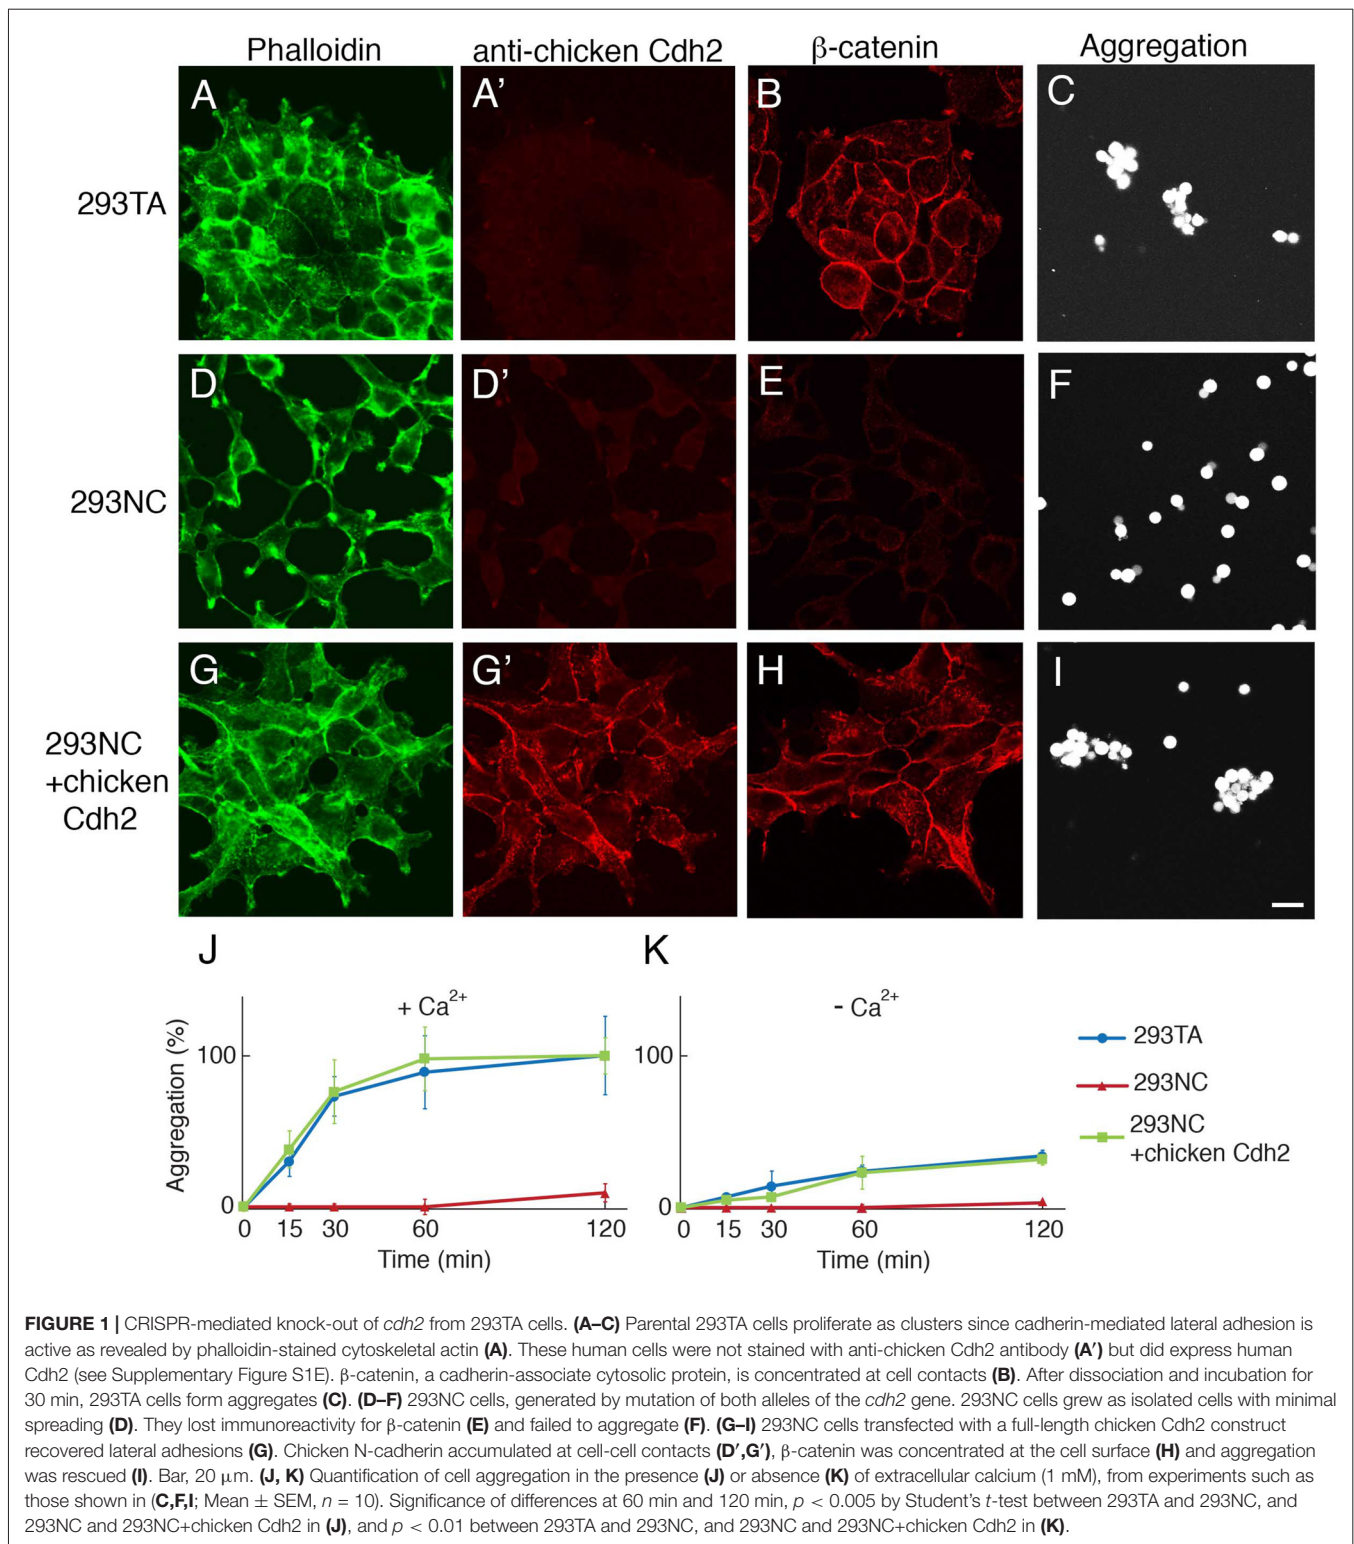 Phalloidin anti-chicken Cdh2 β-catenin Aggregation
A A' B C
293TA
D D' E F
293NC
G G' H I
293NC
+chicken
Cdh2
J K
+ Ca2+ - Ca2+
Aggregation (%)
100
0
0 15 30 60 120
Time (min)
100
0
0 15 30 60 120
Time (min)
293TA
293NC
293NC
+chicken Cdh2
FIGURE 1 | CRISPR-mediated knock-out of cdh2 from 293TA cells. (A–C) Parental 293TA cells proliferate as clusters since cadherin-mediated lateral adhesion is
active as revealed by phalloidin-stained cytoskeletal actin (A). These human cells were not stained with anti-chicken Cdh2 antibody (A′) but did express human
Cdh2 (see Supplementary Figure S1E). β-catenin, a cadherin-associate cytosolic protein, is concentrated at cell contacts (B). After dissociation and incubation for
30 min, 293TA cells form aggregates (C). (D–F) 293NC cells, generated by mutation of both alleles of the cdh2 gene. 293NC cells grew as isolated cells with minimal
spreading (D). They lost immunoreactivity for β-catenin (E) and failed to aggregate (F). (G–I) 293NC cells transfected with a full-length chicken Cdh2 construct
recovered lateral adhesions (G). Chicken N-cadherin accumulated at cell-cell contacts (D′,G′), β-catenin was concentrated at the cell surface (H) and aggregation
was rescued (I). Bar, 20 μm. (J, K) Quantification of cell aggregation in the presence (J) or absence (K) of extracellular calcium (1 mM), from experiments such as
those shown in (C,F,I; Mean ± SEM, n = 10). Significance of differences at 60 min and 120 min, p < 0.005 by Student's t-test between 293TA and 293NC, and
293NC and 293NC+chicken Cdh2 in (J), and p < 0.01 between 293TA and 293NC, and 293NC and 293NC+chicken Cdh2 in (K).